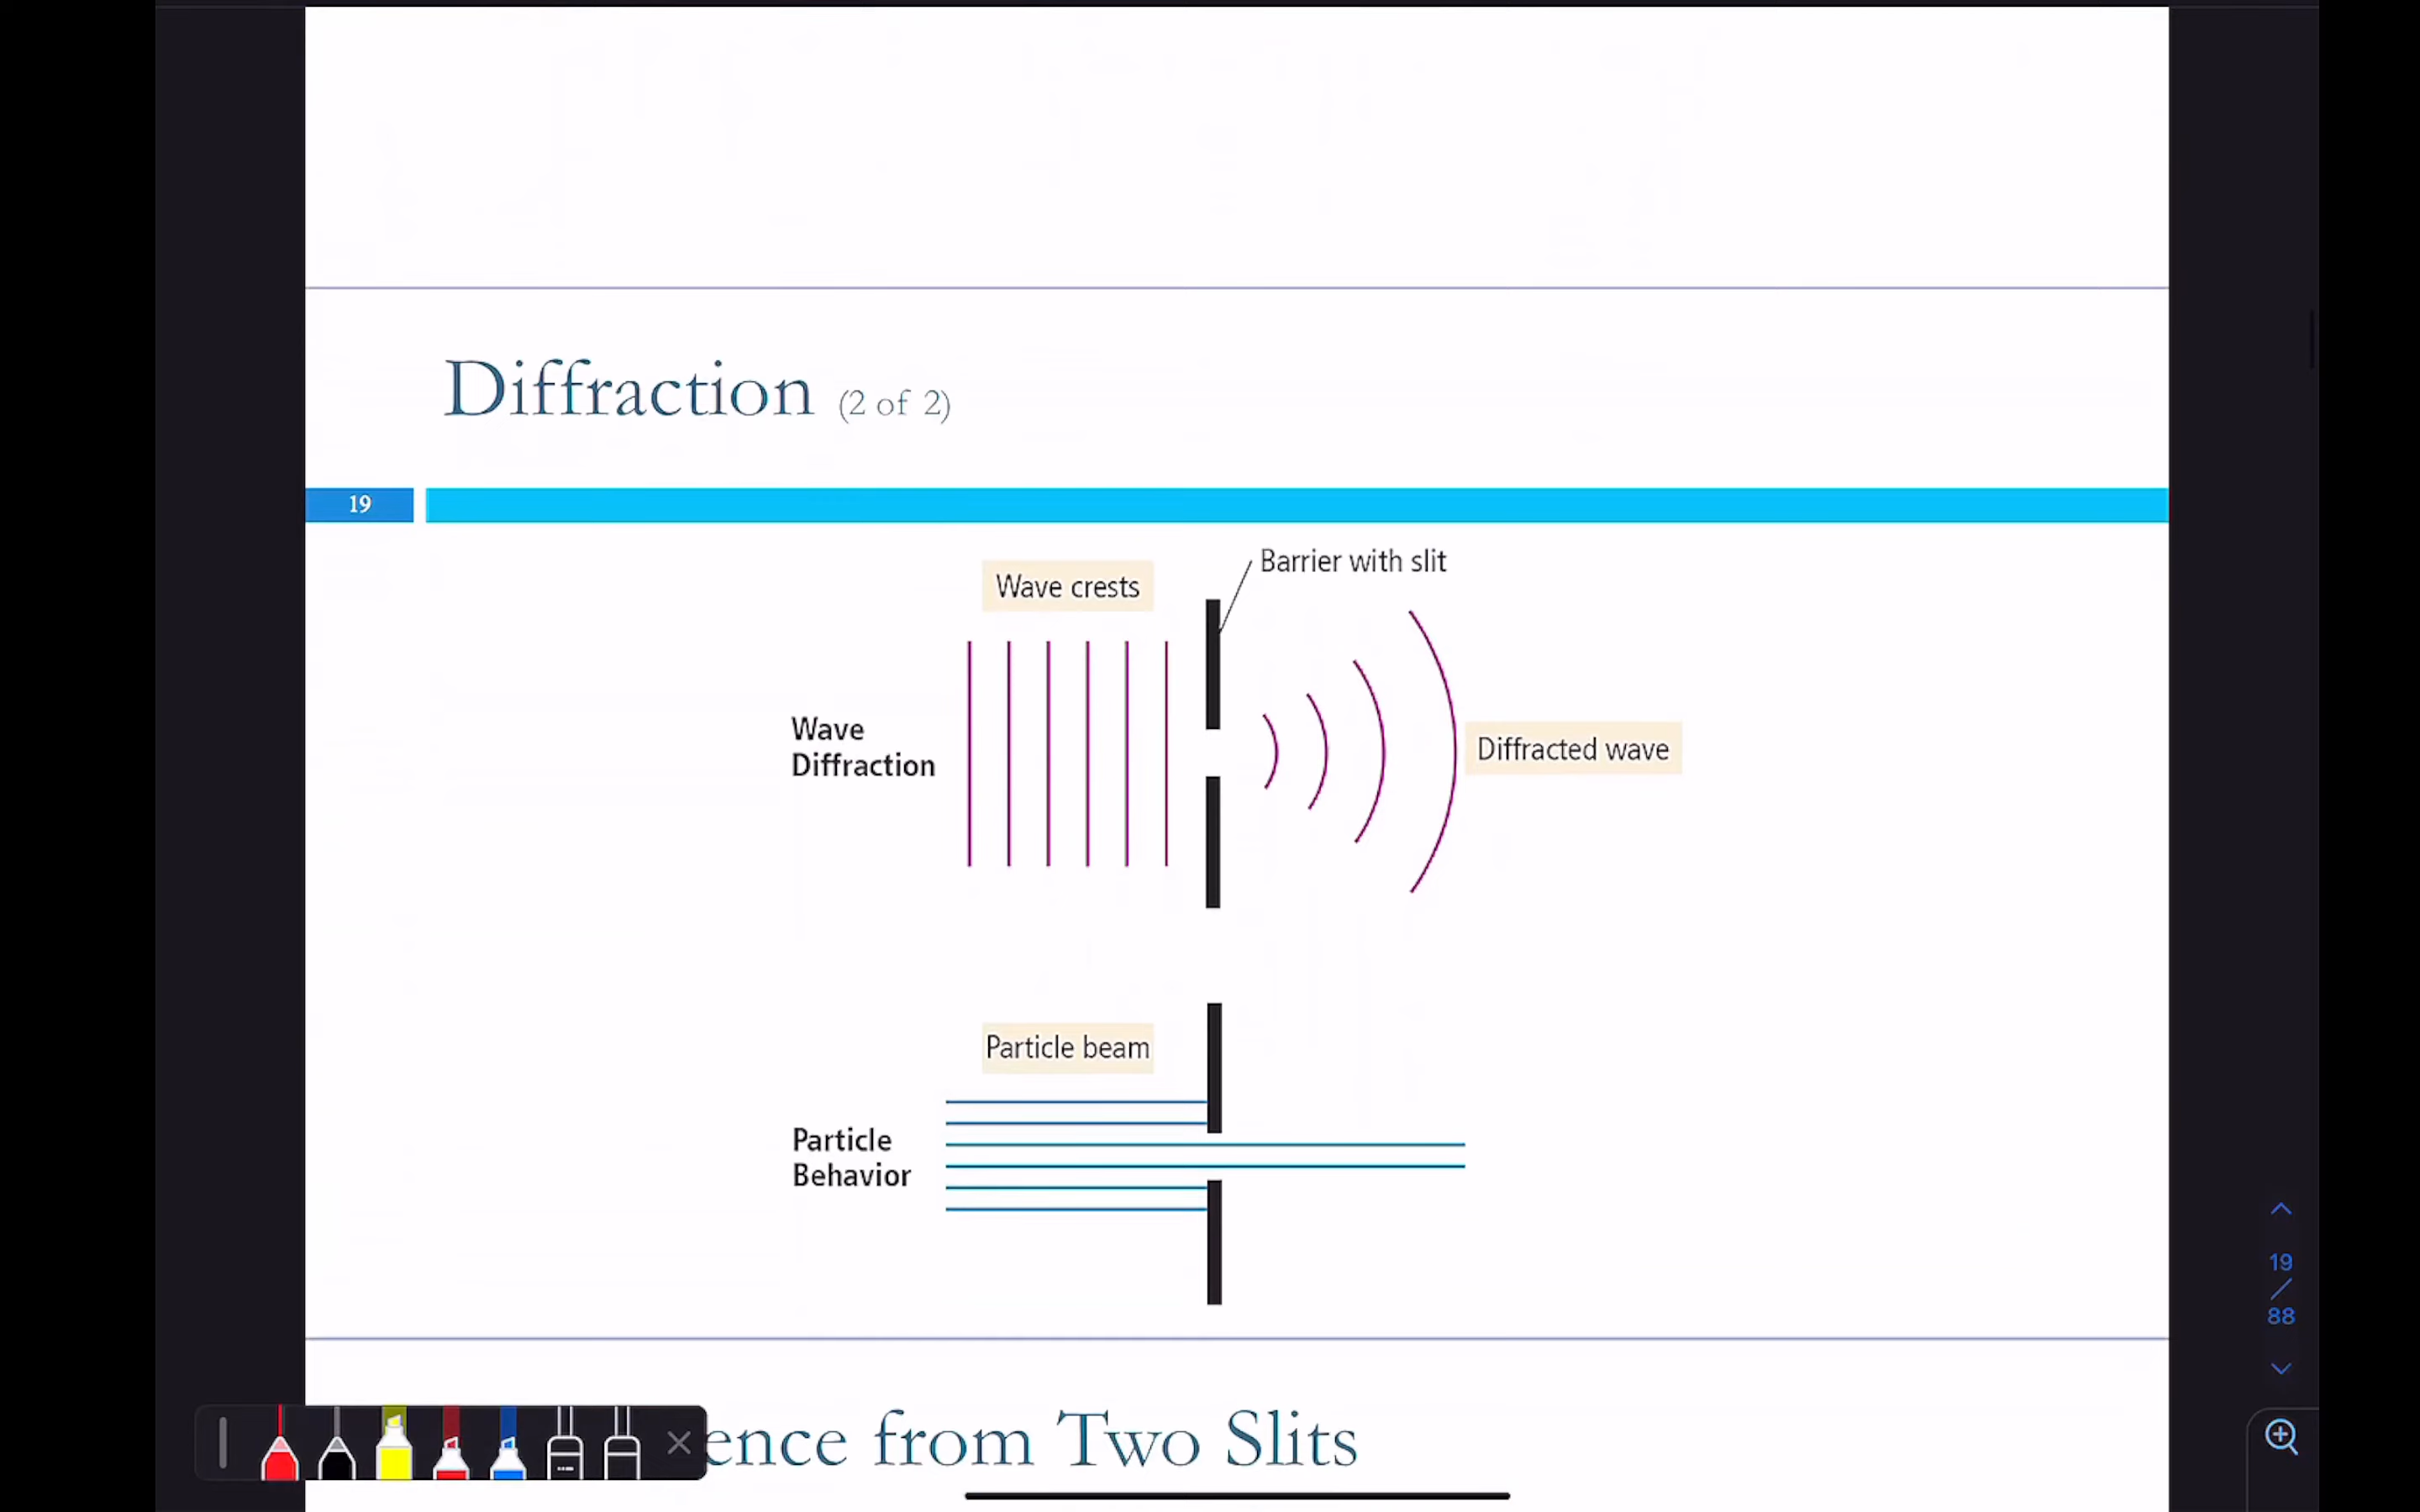 Diffraction (2 of 2)
19
Barrier with slit
Wave crests
Wave
Diffraction
Diffracted wave
Particle beam
Particle
Behavior
19
/
88
ence from Two Slits